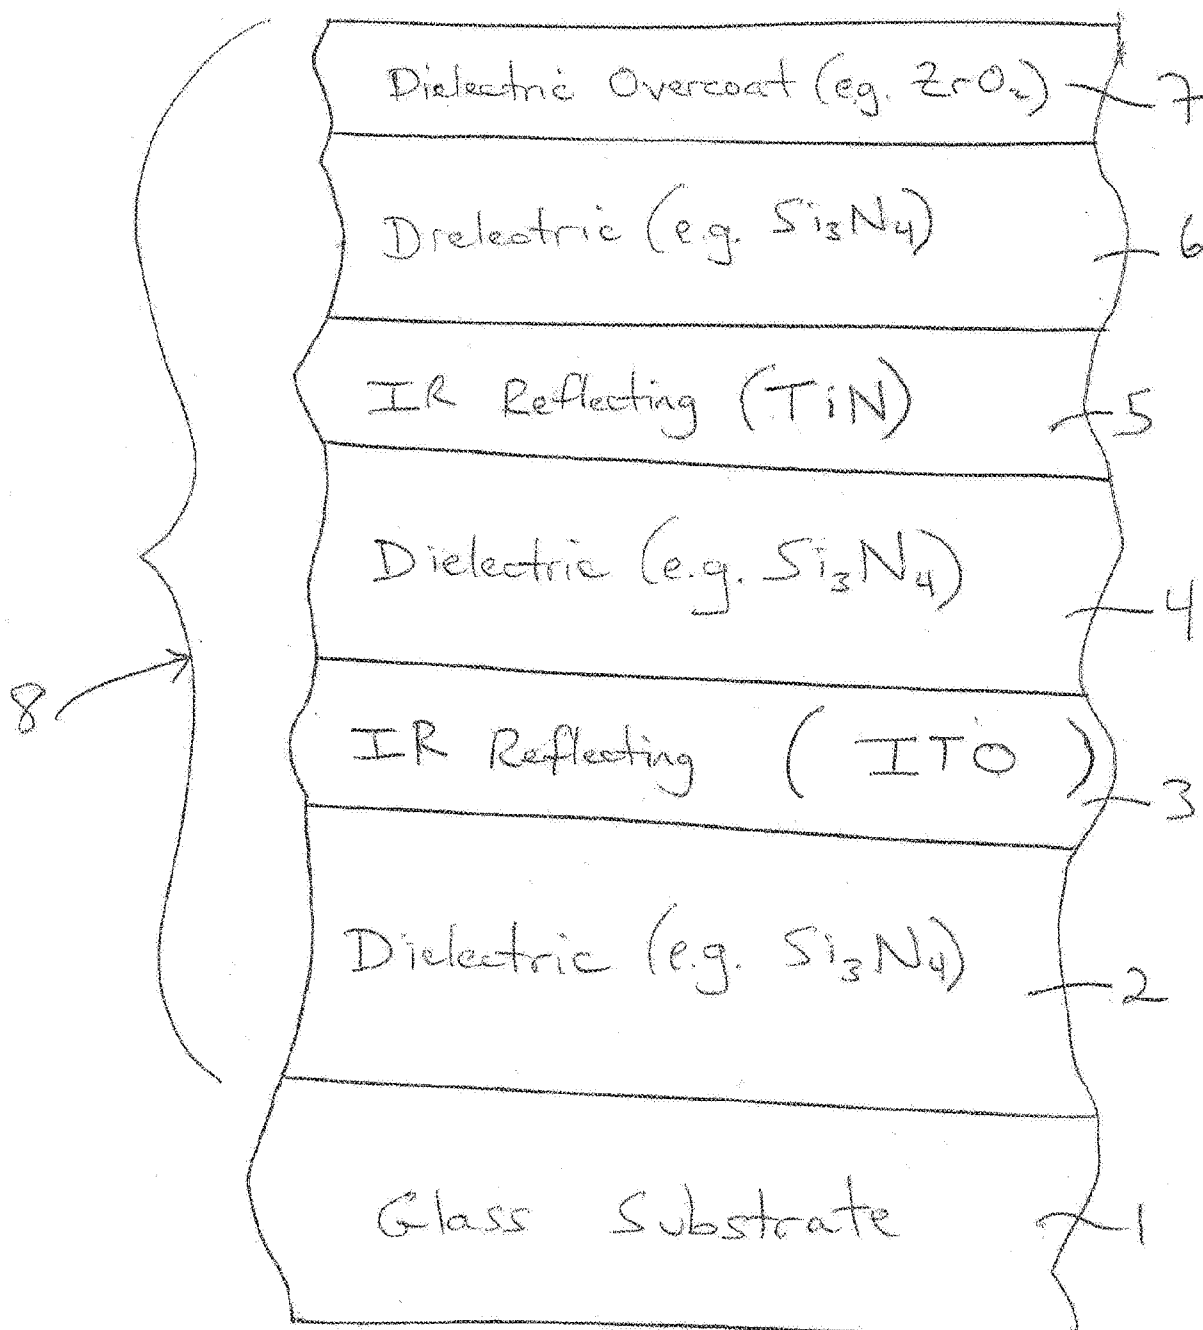 Dielectric Overcoat (eg. ZrO₂) 7
Dielectric (e.g. Si₃N₄) 6
IR Reflecting (TiN) 5
Dielectric (e.g. Si₃N₄) 4
8
IR Reflecting (ITO) 3
Dielectric (e.g. Si₃N₄) 2
Glass Substrate 1